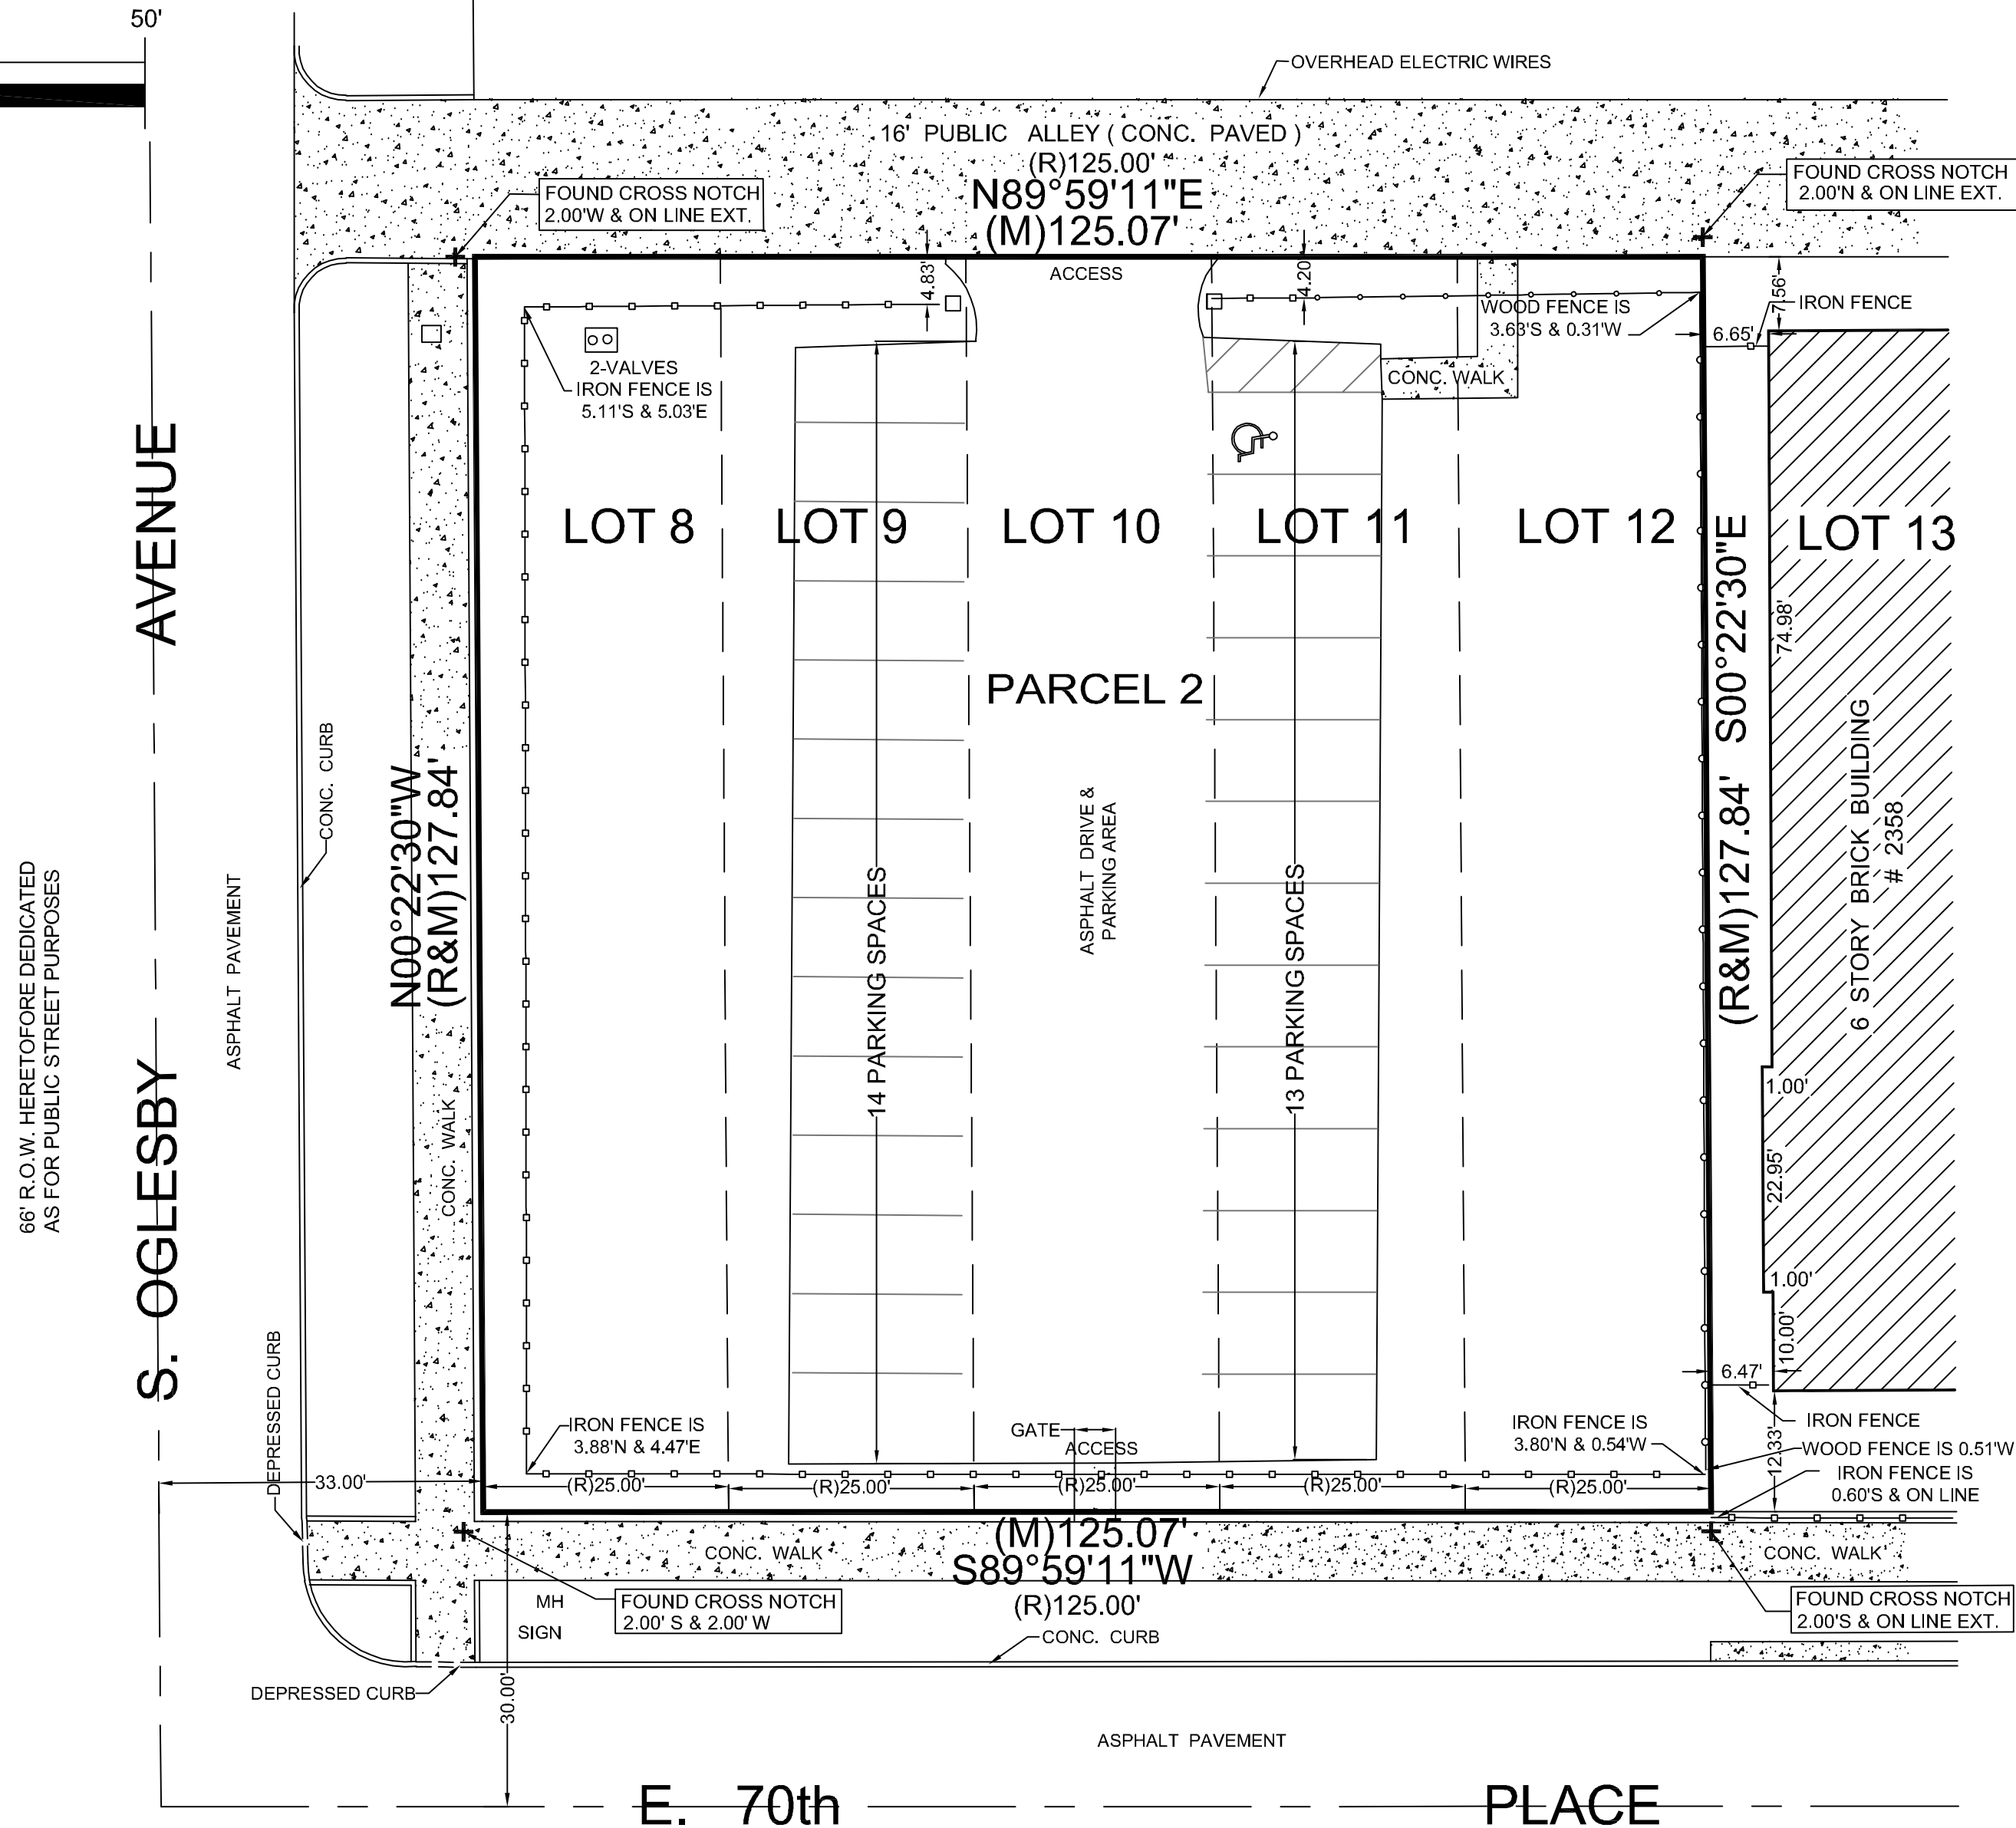 50'
OVERHEAD ELECTRIC WIRES
16' PUBLIC ALLEY ( CONC. PAVED )
(R)125.00'
N89°59'11"E
(M)125.07'
FOUND CROSS NOTCH
2.00'W & ON LINE EXT.
FOUND CROSS NOTCH
2.00'N & ON LINE EXT.
ACCESS
4.83'
4.20'
7.56'
WOOD FENCE IS
3.63'S & 0.31'W
IRON FENCE
6.65'
2-VALVES
IRON FENCE IS
5.11'S & 5.03'E
CONC. WALK
LOT 8
LOT 9
LOT 10
LOT 11
LOT 12
LOT 13
PARCEL 2
S. OGLESBY AVENUE
66' R.O.W. HERETOFORE DEDICATED
AS FOR PUBLIC STREET PURPOSES
ASPHALT PAVEMENT
CONC. CURB
N00°22'30"W
(R&M)127.84'
CONC. WALK
14 PARKING SPACES
ASPHALT DRIVE &
PARKING AREA
13 PARKING SPACES
(R&M)127.84' S00°22'30"E
74.98'
6 STORY BRICK BUILDING
# 2358
1.00'
22.95'
1.00'
10.00'
6.47'
DEPRESSED CURB
33.00'
IRON FENCE IS
3.88'N & 4.47'E
GATE
ACCESS
IRON FENCE IS
3.80'N & 0.54'W
IRON FENCE
12.33'
WOOD FENCE IS 0.51'W
IRON FENCE IS
0.60'S & ON LINE
(R)25.00'
(R)25.00'
(R)25.00'
(R)25.00'
(R)25.00'
(M)125.07'
S89°59'11"W
(R)125.00'
CONC. WALK
CONC. WALK
MH
SIGN
FOUND CROSS NOTCH
2.00' S & 2.00' W
FOUND CROSS NOTCH
2.00'S & ON LINE EXT.
CONC. CURB
DEPRESSED CURB
30.00'
ASPHALT PAVEMENT
E. 70th PLACE